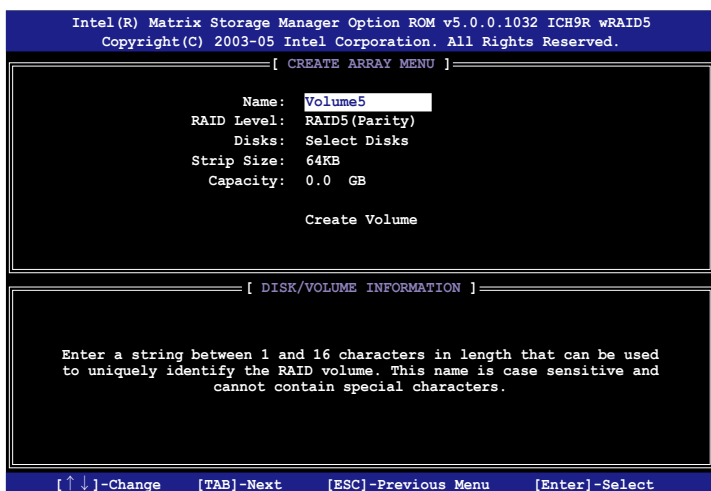 Intel(R) Matrix Storage Manager Option ROM v5.0.0.1032 ICH9R wRAID5
Copyright(C) 2003-05 Intel Corporation. All Rights Reserved.
[ CREATE ARRAY MENU ]
Name: Volume5
RAID Level: RAID5(Parity)
Disks: Select Disks
Strip Size: 64KB
Capacity: 0.0 GB
Create Volume
[ DISK/VOLUME INFORMATION ]
Enter a string between 1 and 16 characters in length that can be used
to uniquely identify the RAID volume. This name is case sensitive and
cannot contain special characters.
[↑↓]-Change [TAB]-Next [ESC]-Previous Menu [Enter]-Select